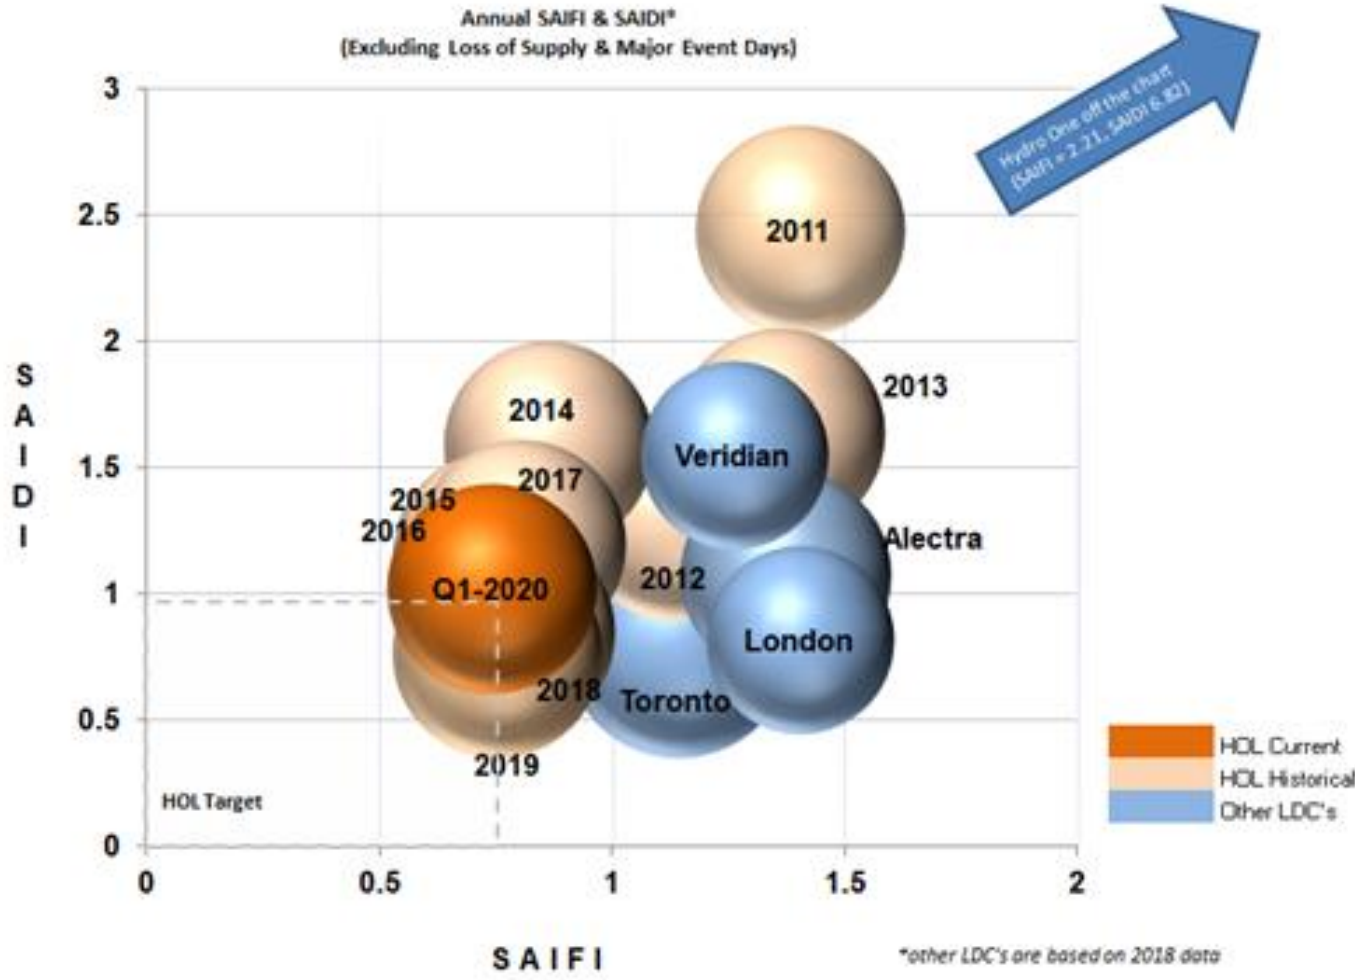 Annual SAIFI & SAIDI*
(Excluding Loss of Supply & Major Event Days)
Hydro One off the chart
(SAIFI = 2.21, SAIDI 6.82)
3
2.5
2
1.5
1
0.5
0
S
A
I
D
I
2011
2013
2014
Veridian
2017
2015
2016
Alectra
2012
Q1-2020
London
2018
Toronto
2019
HOL Target
HOL Current
HOL Historical
Other LDC's
0
0.5
1
1.5
2
S A I F I
*other LDC's are based on 2018 data